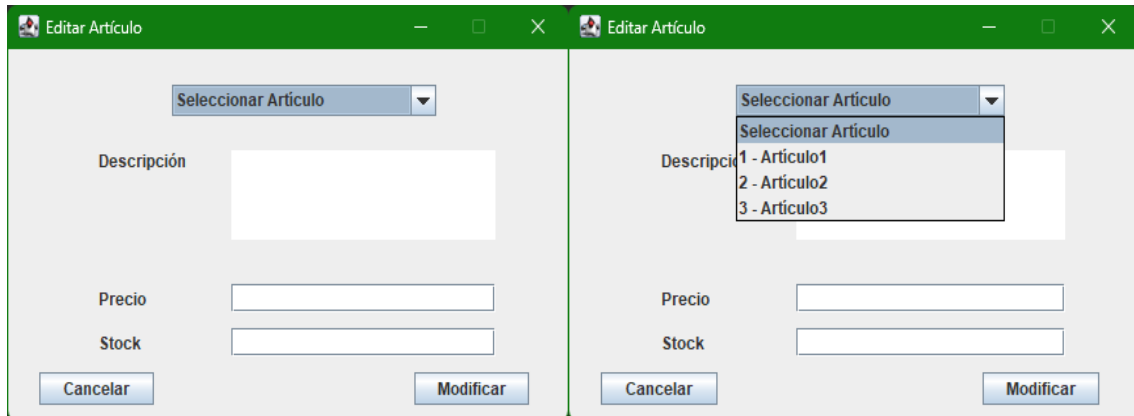 Editar Artículo
Seleccionar Artículo
Descripción
Precio
Stock
Cancelar Modificar
Editar Artículo
Seleccionar Artículo
Seleccionar Artículo
1 - Artículo1
2 - Artículo2
3 - Artículo3
Precio
Stock
Cancelar Modificar